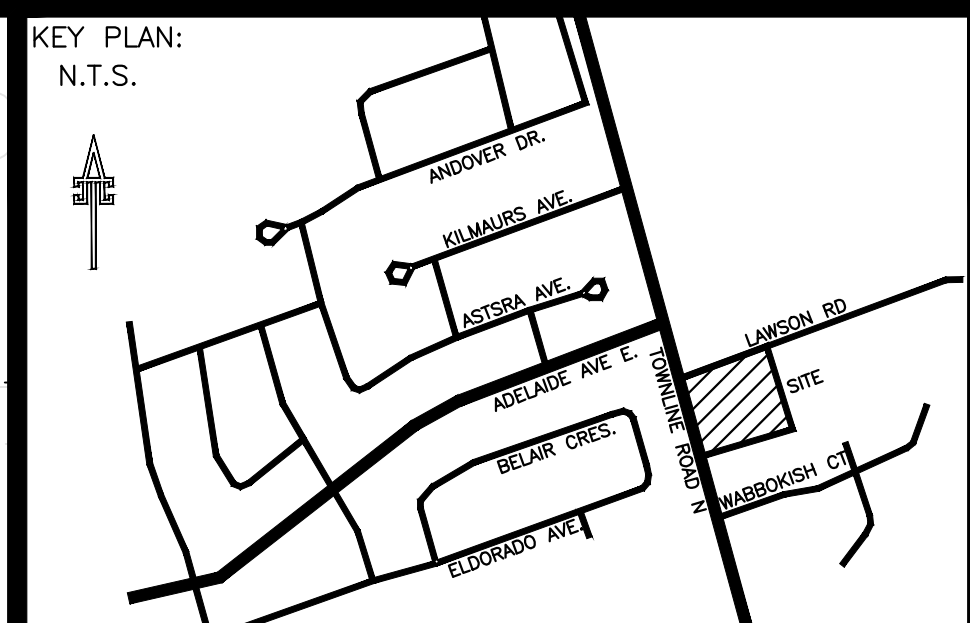 KEY PLAN:
N.T.S.
ANDOVER DR.
KILMAURS AVE.
ASTSRA AVE.
LAWSON RD
ADELAIDE AVE E.
TOWNLINE ROAD N
SITE
BELAIR CRES.
WABBOKISH CT
ELDORADO AVE.